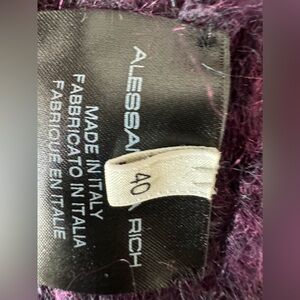 ALESSA RICH
40
MADE IN ITALY
FABBRICATO IN ITALIA
FABRIQUÉ EN ITALIE